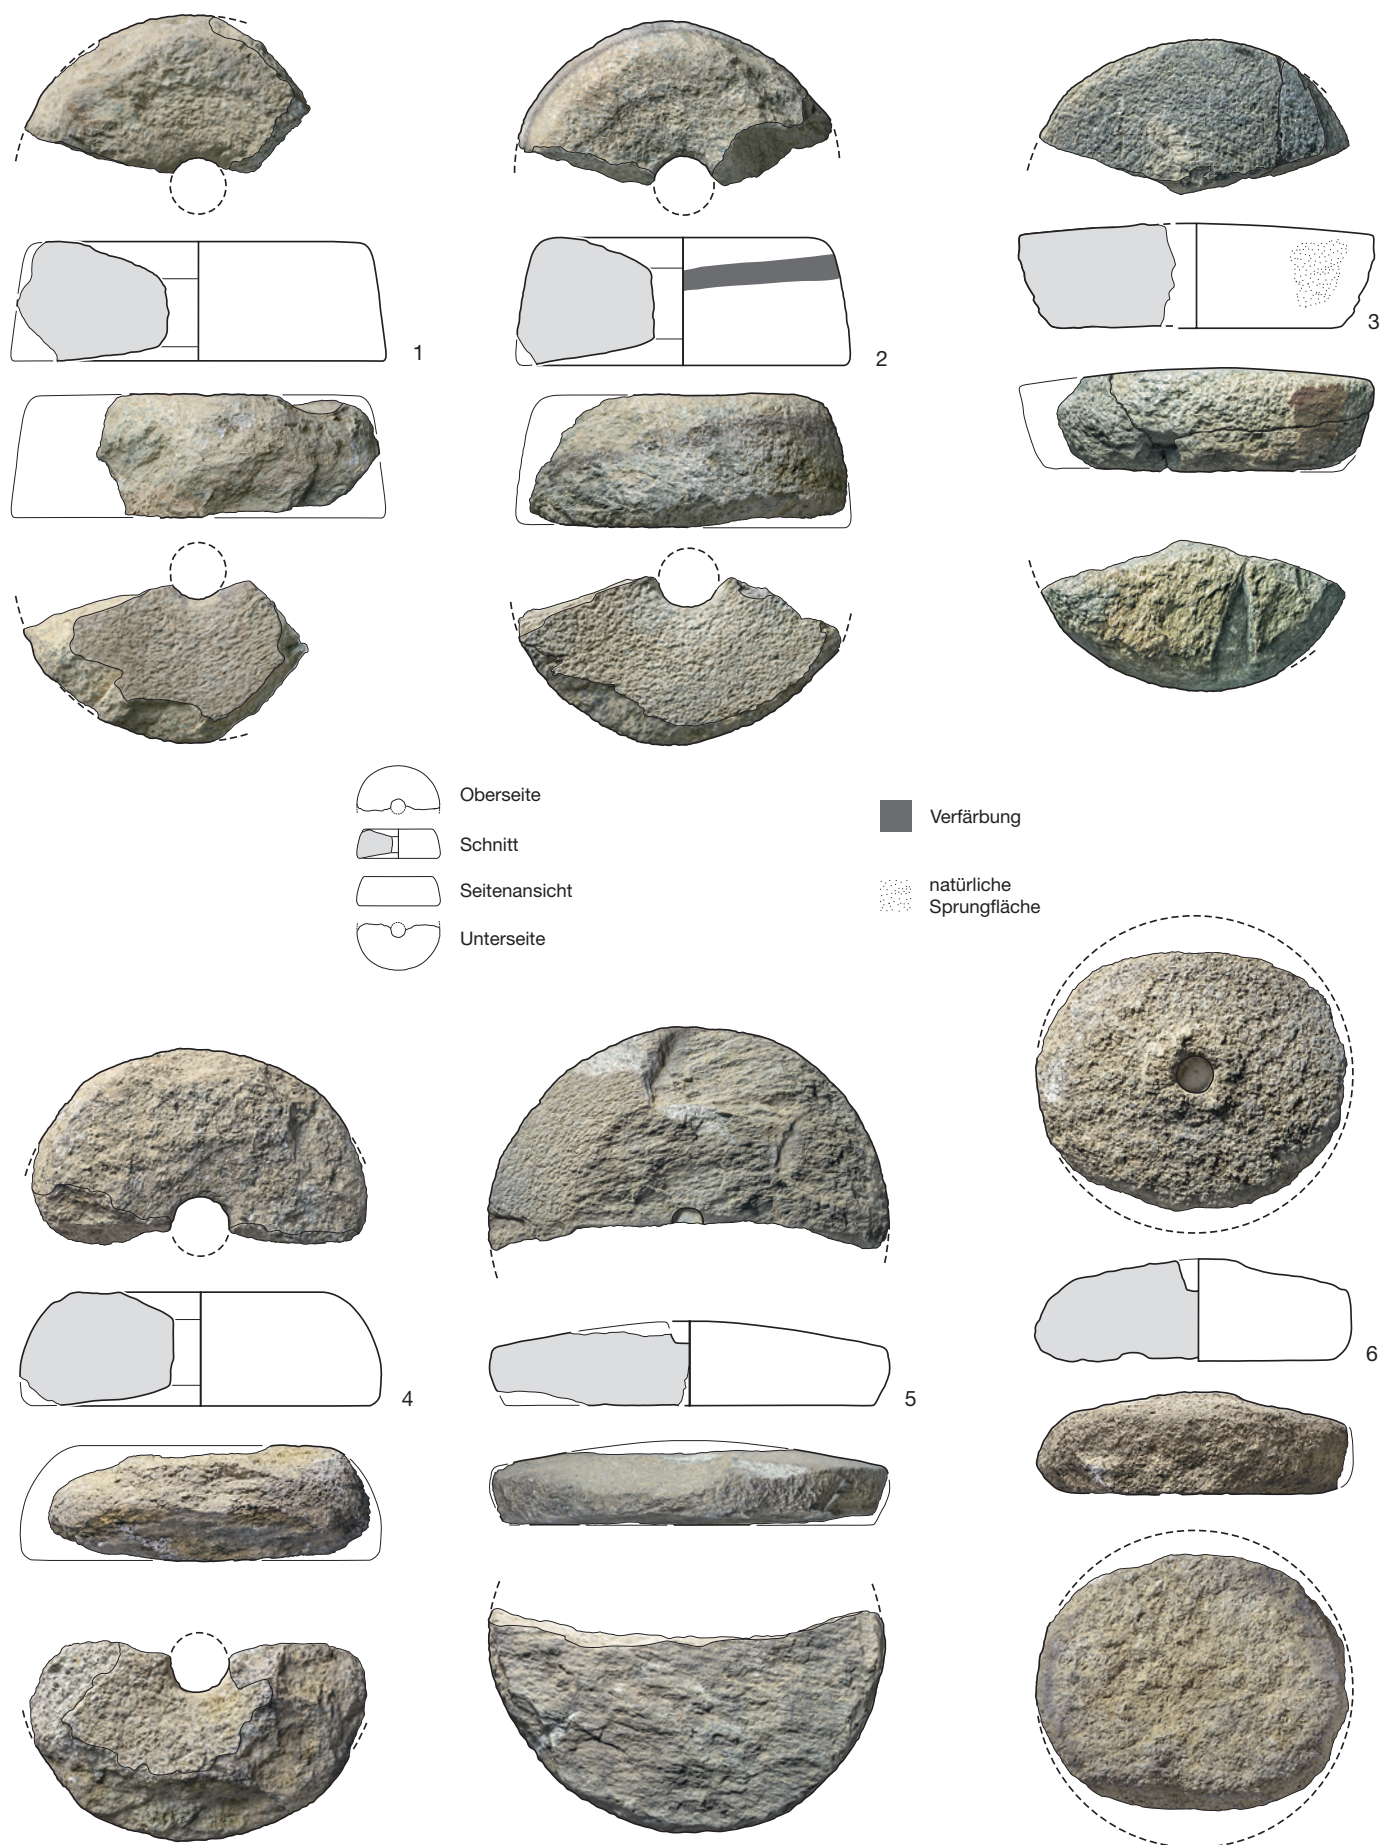 1
2
3
Oberseite
Schnitt
Seitenansicht
Unterseite
Verfärbung
natürliche
Sprungfläche
4
5
6